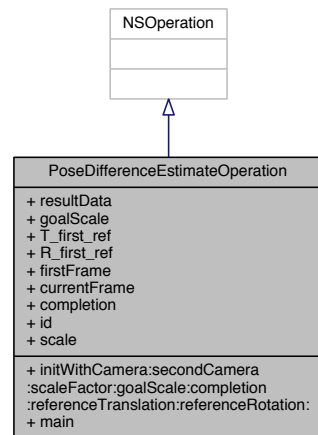 NSOperation
PoseDifferenceEstimateOperation
+ resultData
+ goalScale
+ T_first_ref
+ R_first_ref
+ firstFrame
+ currentFrame
+ completion
+ id
+ scale
+ initWithCamera:secondCamera
:scaleFactor:goalScale:completion
:referenceTranslation:referenceRotation:
+ main